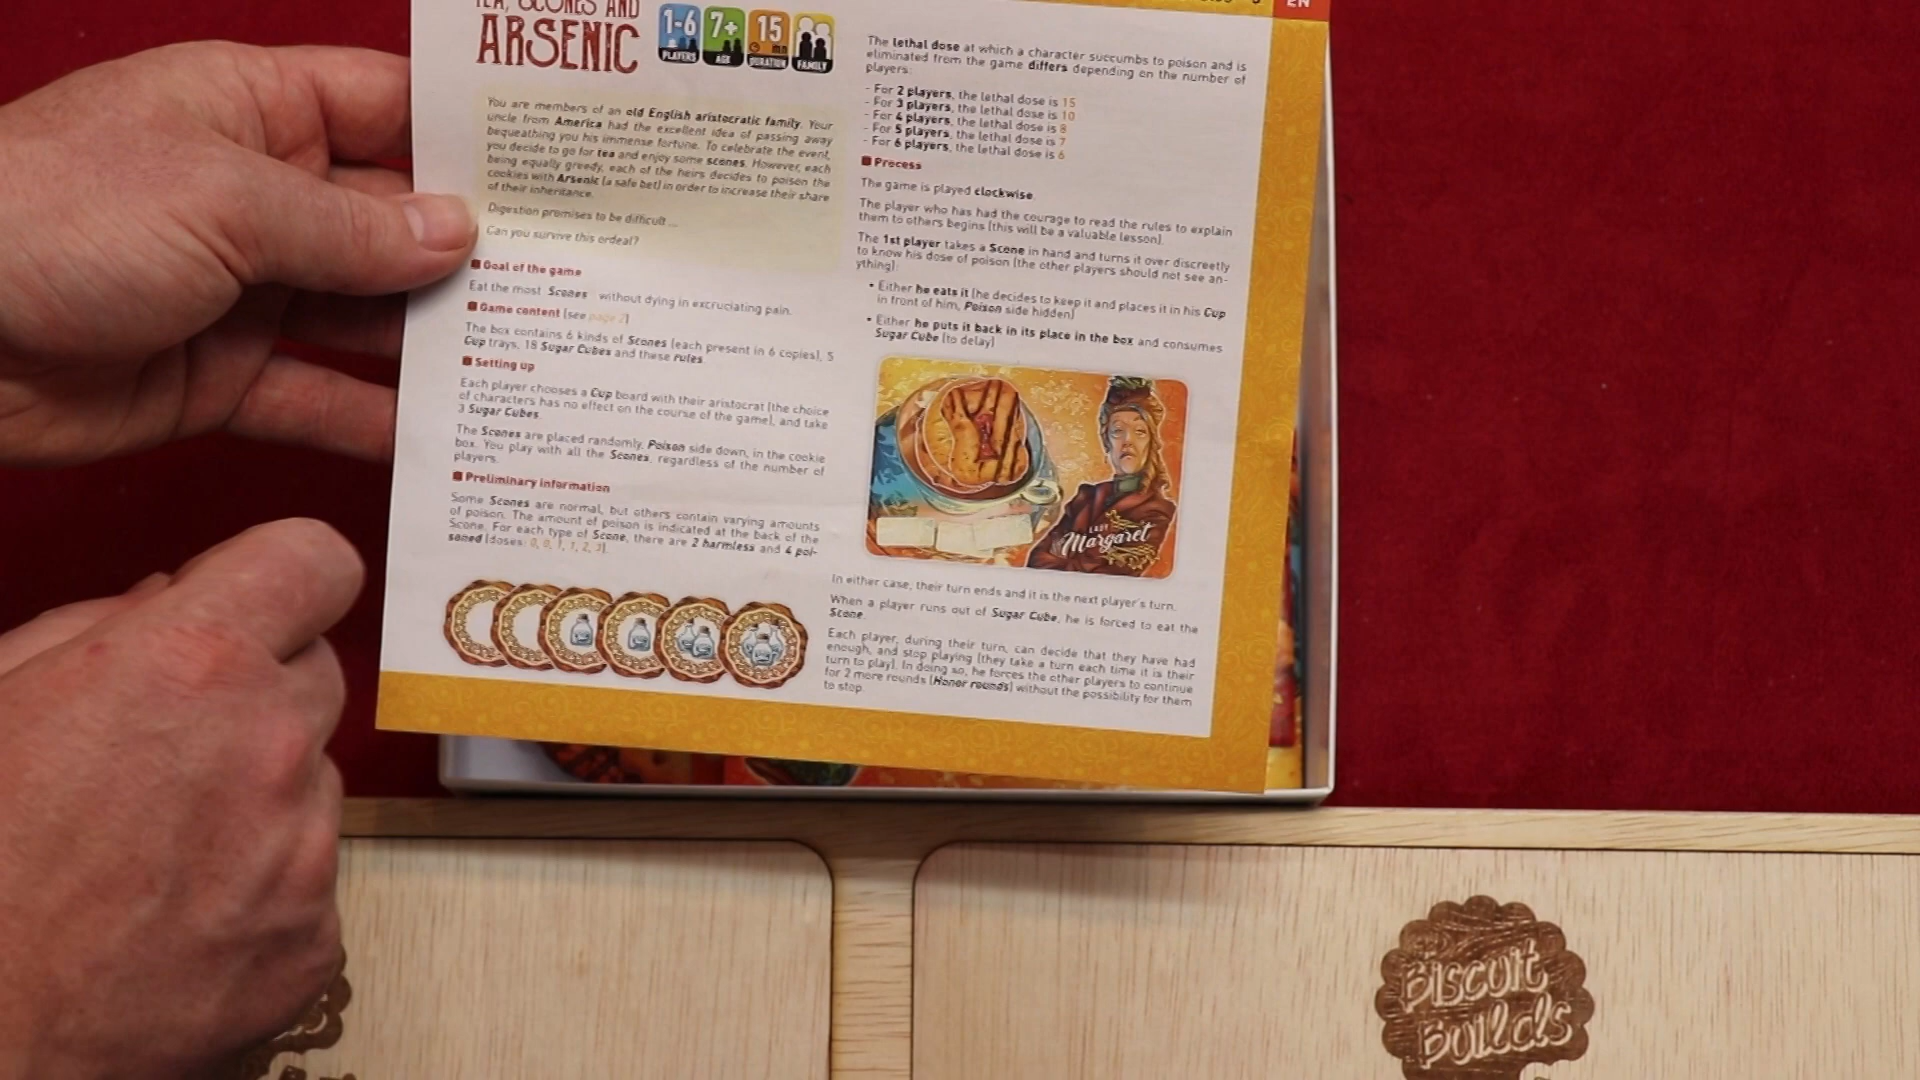 TEA, SCONES AND
ARSENIC
1-6
PLAYERS
7+
AGE
15
mn
DURATION
FAMILY
EN
You are members of an old English aristocratic family. Your
uncle from America had the excellent idea of passing away
bequeathing you his immense fortune. To celebrate the event,
you decide to go for tea and enjoy some scones. However, each
being equally greedy, each of the heirs decides to poison the
cookies with Arsenic (a safe bet) in order to increase their share
of their inheritance.
Digestion promises to be difficult ...
Can you survive this ordeal?
Goal of the game
Eat the most Scones without dying in excruciating pain.
Game content (see page 2)
The box contains 6 kinds of Scones (each present in 6 copies), 5
Cup trays, 18 Sugar Cubes and these rules.
Setting up
Each player chooses a Cup board with their aristocrat (the choice
of characters has no effect on the course of the game), and take
3 Sugar Cubes.
The Scones are placed randomly, Poison side down, in the cookie
box. You play with all the Scones, regardless of the number of
players.
Preliminary information
Some Scones are normal, but others contain varying amounts
of poison. The amount of poison is indicated at the back of the
Scone. For each type of Scone, there are 2 harmless and 4 poi-
soned (doses: 0, 0, 1, 1, 2, 3).
The lethal dose at which a character succumbs to poison and is
eliminated from the game differs depending on the number of
players:
- For 2 players, the lethal dose is 15
- For 3 players, the lethal dose is 10
- For 4 players, the lethal dose is 8
- For 5 players, the lethal dose is 7
- For 6 players, the lethal dose is 6
Process
The game is played clockwise.
The player who has had the courage to read the rules to explain
them to others begins (this will be a valuable lesson).
The 1st player takes a Scone in hand and turns it over discreetly
to know his dose of poison (the other players should not see an-
ything):
• Either he eats it (he decides to keep it and places it in his Cup
in front of him, Poison side hidden)
• Either he puts it back in its place in the box and consumes
Sugar Cube (to delay)
LADY
Margaret
In either case, their turn ends and it is the next player's turn.
When a player runs out of Sugar Cube, he is forced to eat the
Scone.
Each player, during their turn, can decide that they have had
enough, and stop playing (they take a turn each time it is their
turn to play). In doing so, he forces the other players to continue
for 2 more rounds (Honor rounds) without the possibility for them
to stop.
Biscuit
Builds